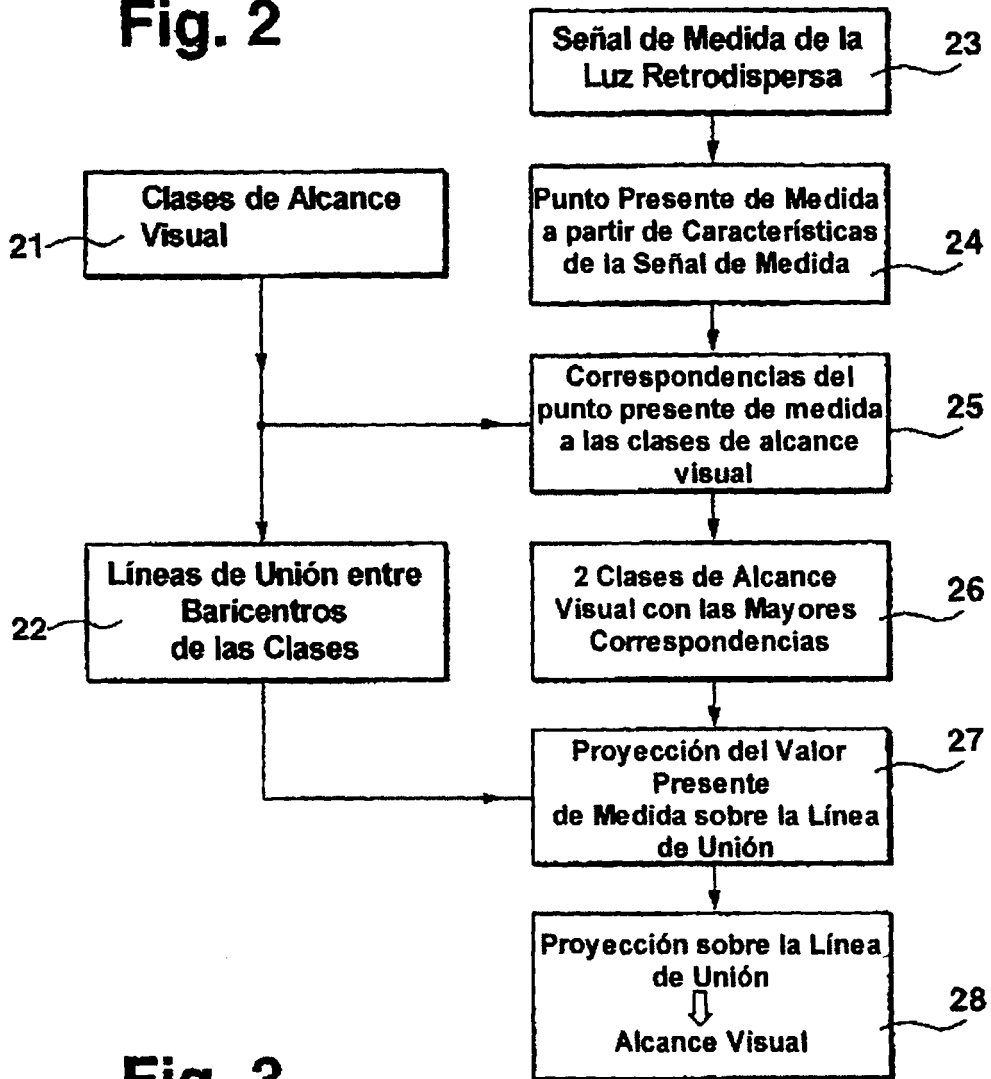 Fig. 2
Señal de Medida de la
Luz Retrodispersa
23
Clases de Alcance
Visual
21
Punto Presente de Medida
a partir de Características
de la Señal de Medida
24
Correspondencias del
punto presente de medida
a las clases de alcance
visual
25
Líneas de Unión entre
Baricentros
de las Clases
22
2 Clases de Alcance
Visual con las Mayores
Correspondencias
26
Proyección del Valor
Presente
de Medida sobre la Línea
de Unión
27
Proyección sobre la Línea
de Unión
Alcance Visual
28
Fig. 3